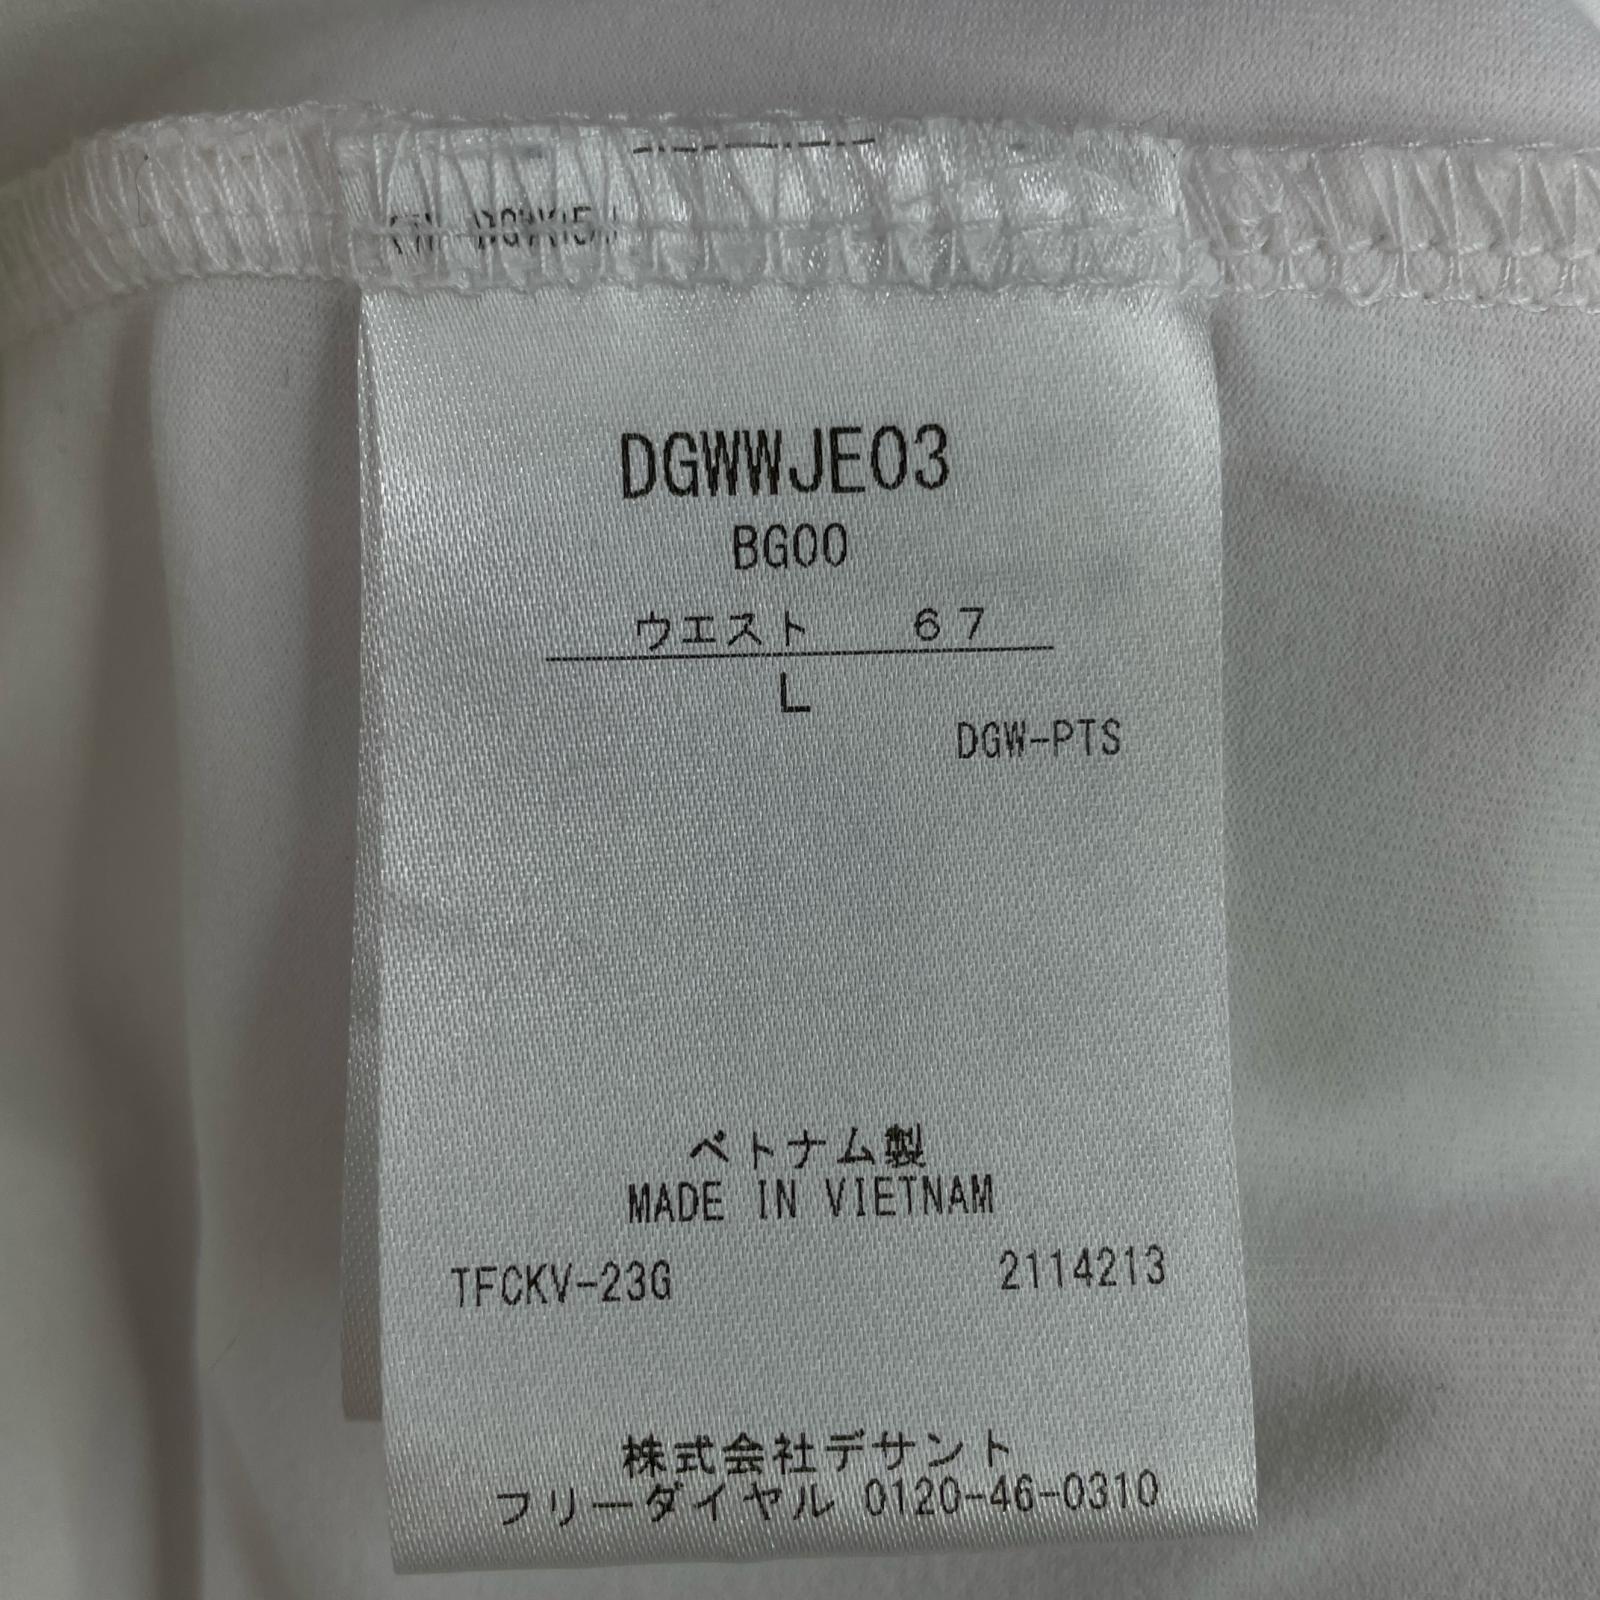 DGWWJE03
BG00
ウエスト 67
L
DGW-PTS
ベトナム製
MADE IN VIETNAM
TFCKV-23G 2114213
株式会社デサント
フリーダイヤル 0120-46-0310